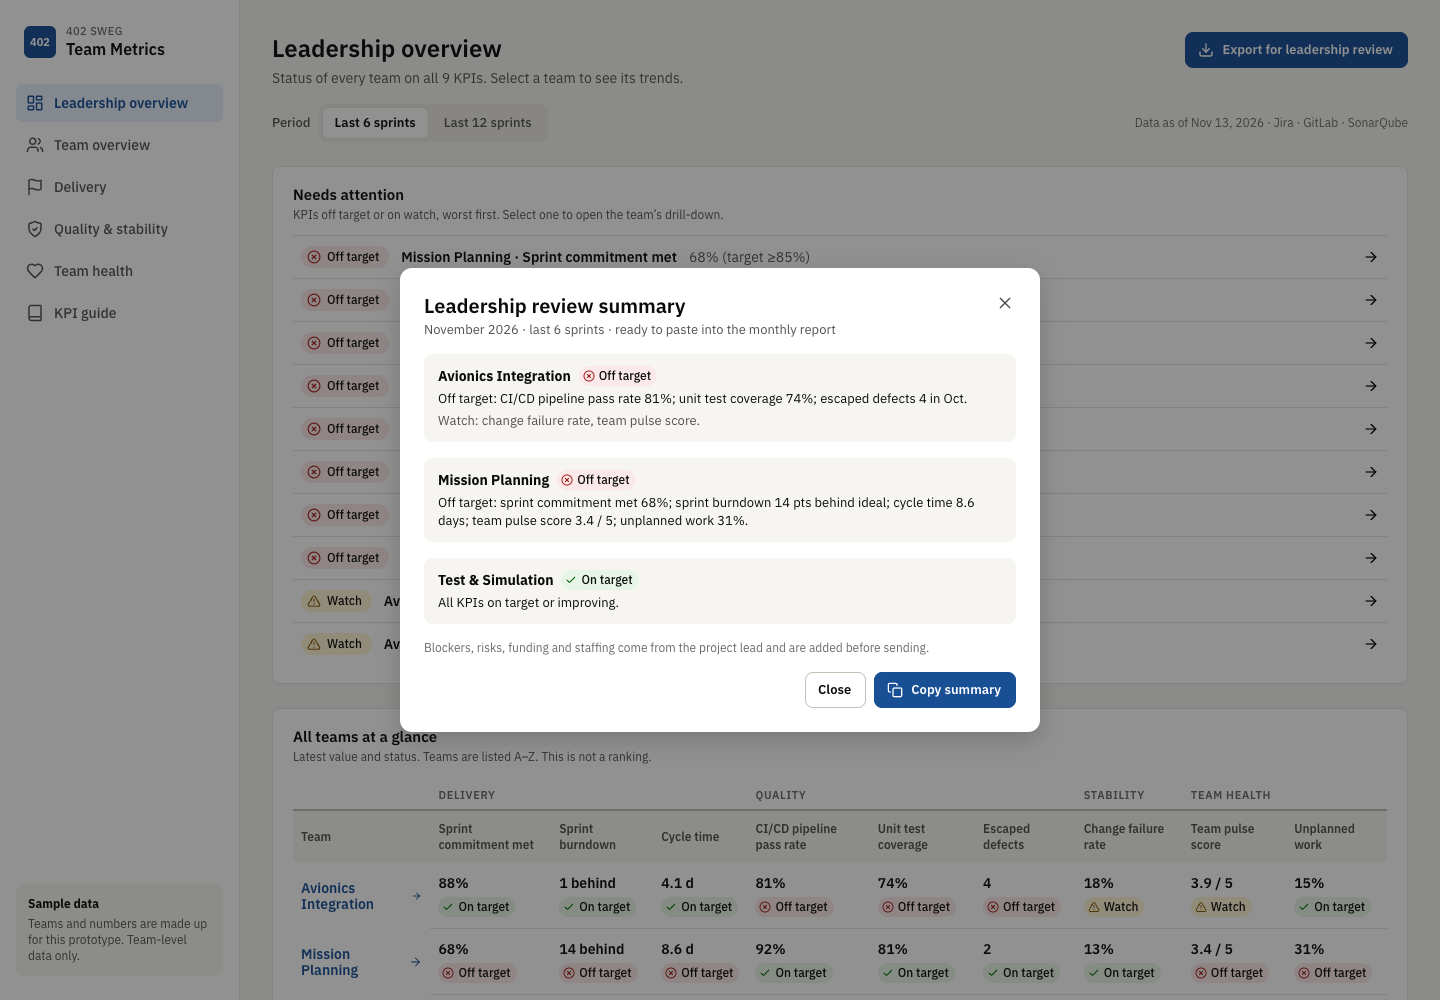 402
402 SWEG
Team Metrics
Leadership overview
Team overview
Delivery
Quality & stability
Team health
KPI guide
Sample data
Teams and numbers are made up
for this prototype. Team-level
data only.
Leadership overview
Status of every team on all 9 KPIs. Select a team to see its trends.
Export for leadership review
Period
Last 6 sprints
Last 12 sprints
Data as of Nov 13, 2026 · Jira · GitLab · SonarQube
Needs attention
KPIs off target or on watch, worst first. Select one to open the team's drill-down.
Off target Mission Planning · Sprint commitment met 68% (target ≥85%)
Off target
Off target
Off target
Off target
Off target
Off target
Off target
Watch Av
Watch Av
Leadership review summary
November 2026 · last 6 sprints · ready to paste into the monthly report
Avionics Integration Off target
Off target: CI/CD pipeline pass rate 81%; unit test coverage 74%; escaped defects 4 in Oct.
Watch: change failure rate, team pulse score.
Mission Planning Off target
Off target: sprint commitment met 68%; sprint burndown 14 pts behind ideal; cycle time 8.6
days; team pulse score 3.4 / 5; unplanned work 31%.
Test & Simulation On target
All KPIs on target or improving.
Blockers, risks, funding and staffing come from the project lead and are added before sending.
Close
Copy summary
All teams at a glance
Latest value and status. Teams are listed A–Z. This is not a ranking.
DELIVERY QUALITY STABILITY TEAM HEALTH
Team
Sprint
commitment met
Sprint
burndown
Cycle time
CI/CD pipeline
pass rate
Unit test
coverage
Escaped
defects
Change failure
rate
Team pulse
score
Unplanned
work
Avionics
Integration
88% 1 behind 4.1 d 81% 74% 4 18% 3.9 / 5 15%
On target On target On target Off target Off target Off target Watch Watch On target
Mission
Planning
68% 14 behind 8.6 d 92% 81% 2 13% 3.4 / 5 31%
Off target Off target Off target On target On target On target On target Off target Off target